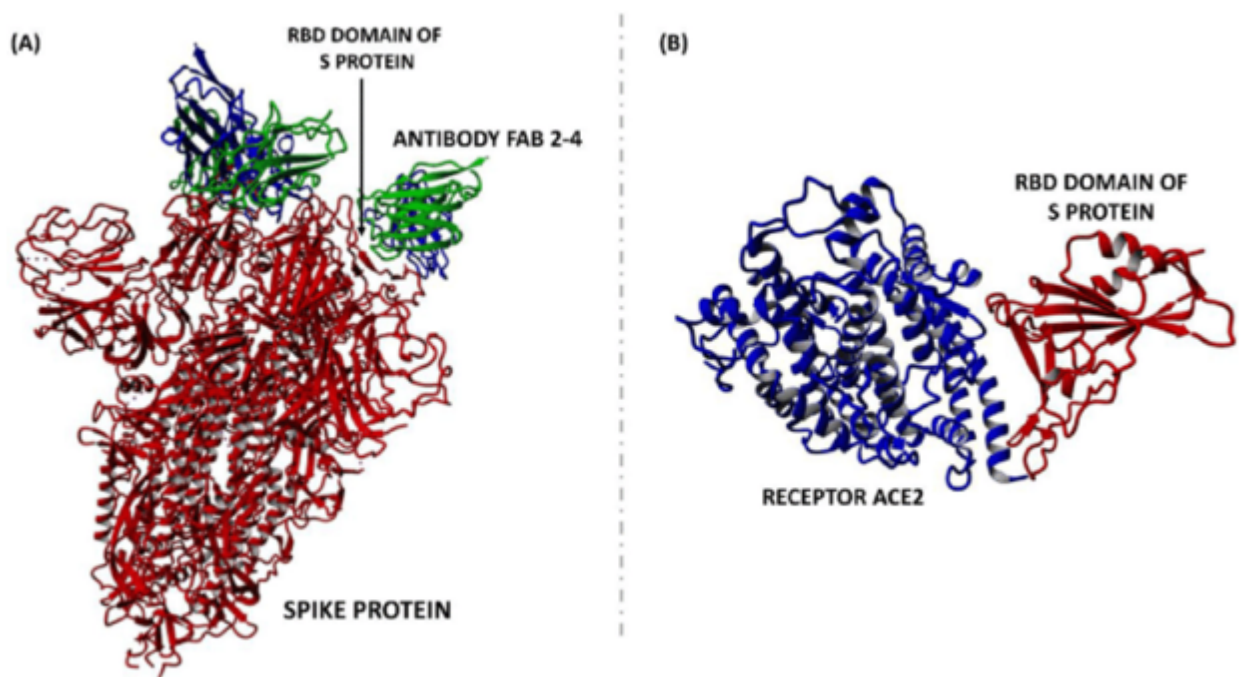 (A)
RBD DOMAIN OF
S PROTEIN
ANTIBODY FAB 2-4
SPIKE PROTEIN
(B)
RBD DOMAIN OF
S PROTEIN
RECEPTOR ACE2